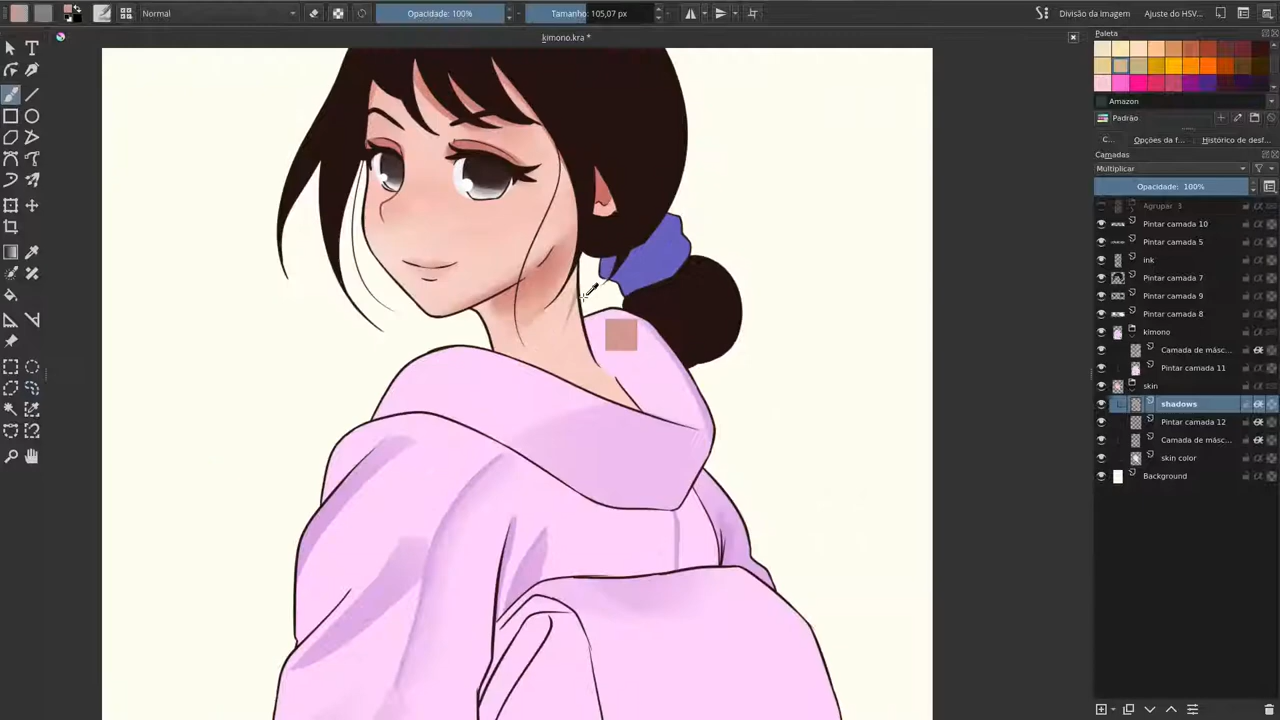 Normal
Opacidade: 100%
Tamanho: 105,07 px
Divisão da Imagem
Ajuste do HSV...
kimono.kra *
Paleta
Amazon
Padrão
C...
Opções da f...
Histórico de desf...
Camadas
Multiplicar
Opacidade: 100%
Agrupar 3
Pintar camada 10
Pintar camada 5
ink
Pintar camada 7
Pintar camada 9
Pintar camada 8
kimono
Camada de másc...
Pintar camada 11
skin
shadows
Pintar camada 12
Camada de másc...
skin color
Background